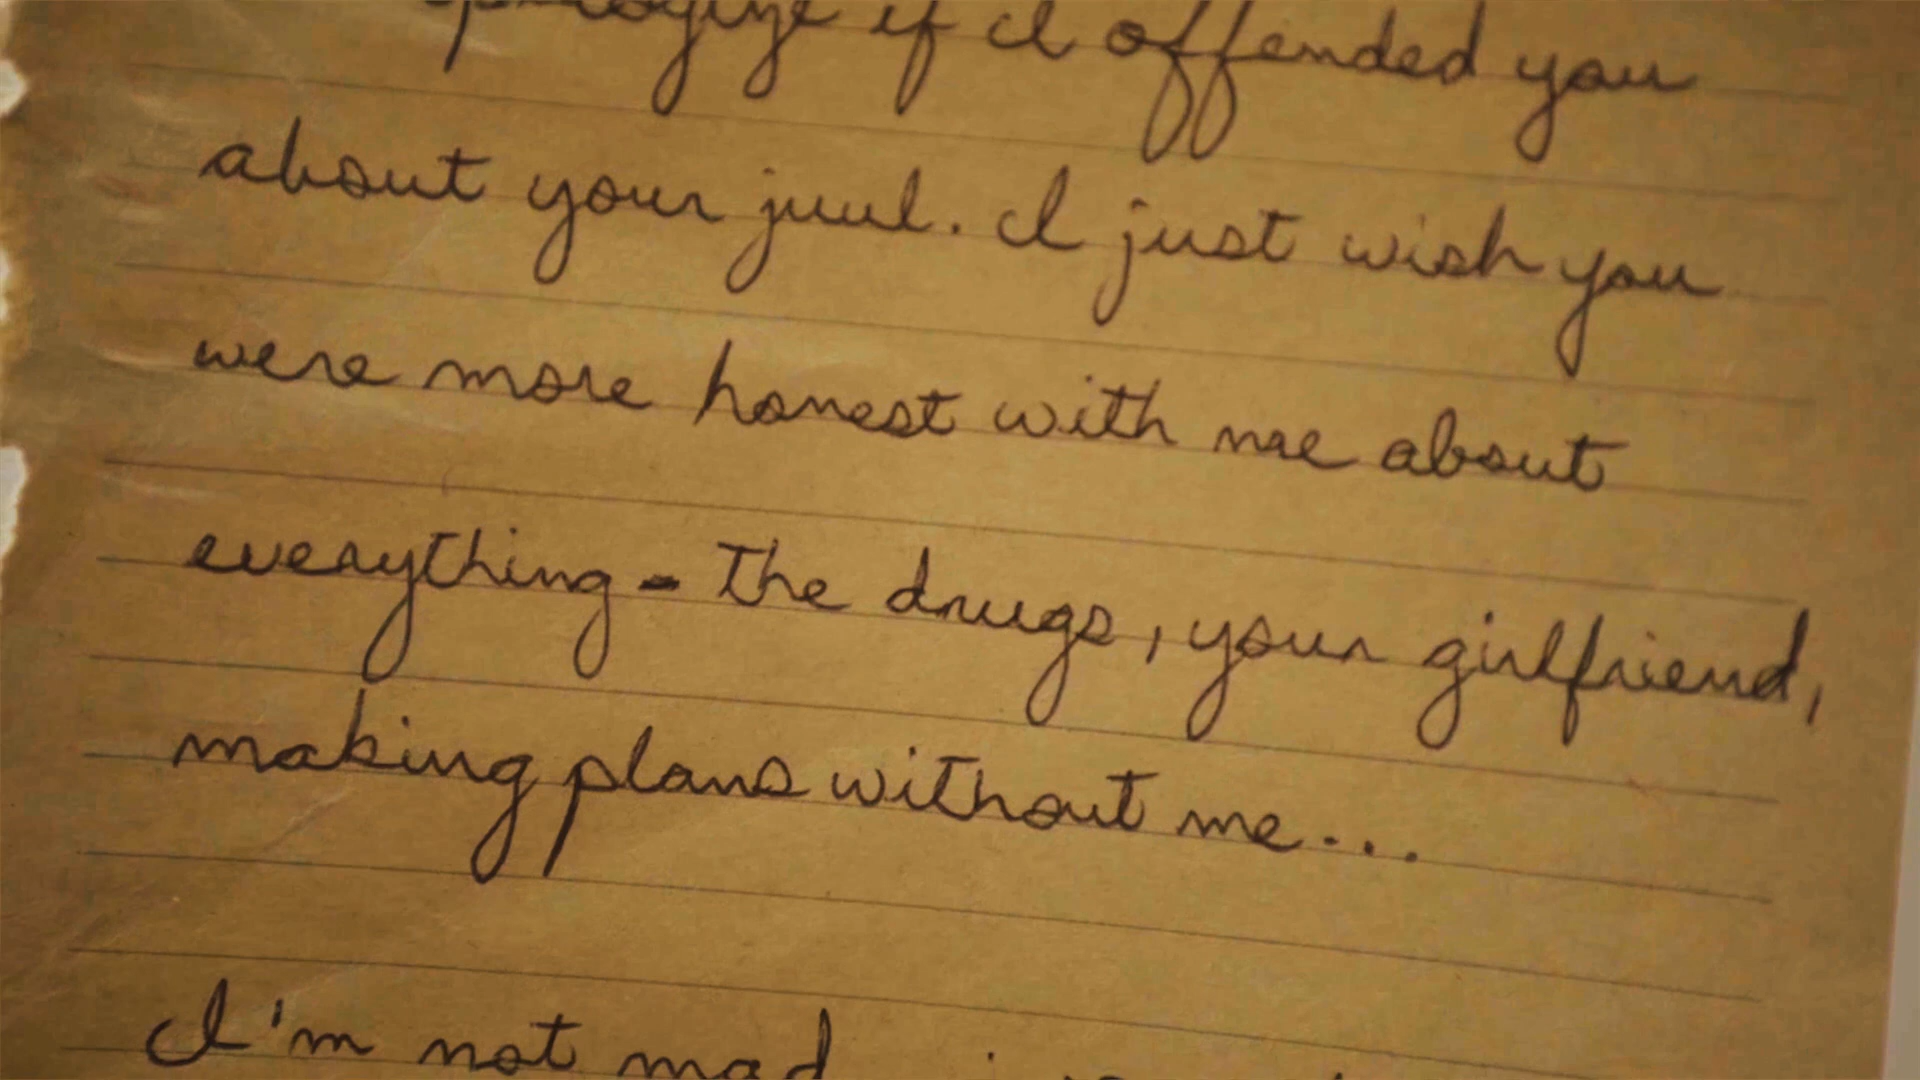 apologize if I offended you
about your juul. I just wish you
were more honest with me about
everything - the drugs, your girlfriend,
making plans without me...
I'm not mad